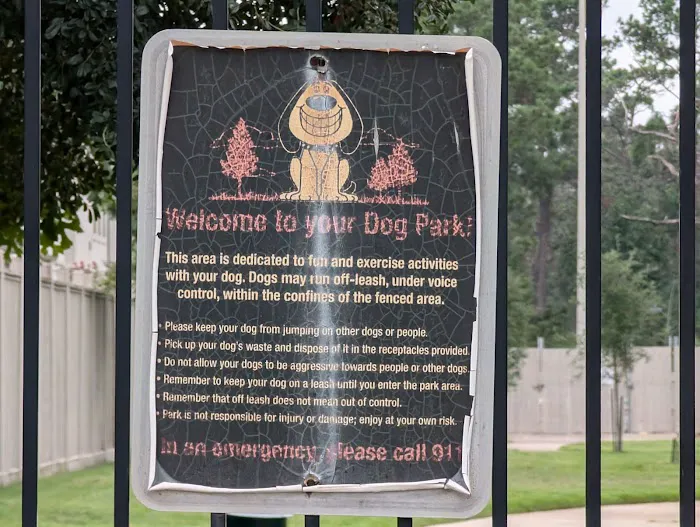 Welcome to your Dog Park!
This area is dedicated to fun and exercise activities
with your dog. Dogs may run off-leash, under voice
control, within the confines of the fenced area.
• Please keep your dog from jumping on other dogs or people.
• Pick up your dog's waste and dispose of it in the receptacles provided.
• Do not allow your dogs to be aggressive towards people or other dogs.
• Remember to keep your dog on a leash until you enter the park area.
• Remember that off leash does not mean out of control.
• Park is not responsible for injury or damage; enjoy at your own risk.
In an emergency, please call 911